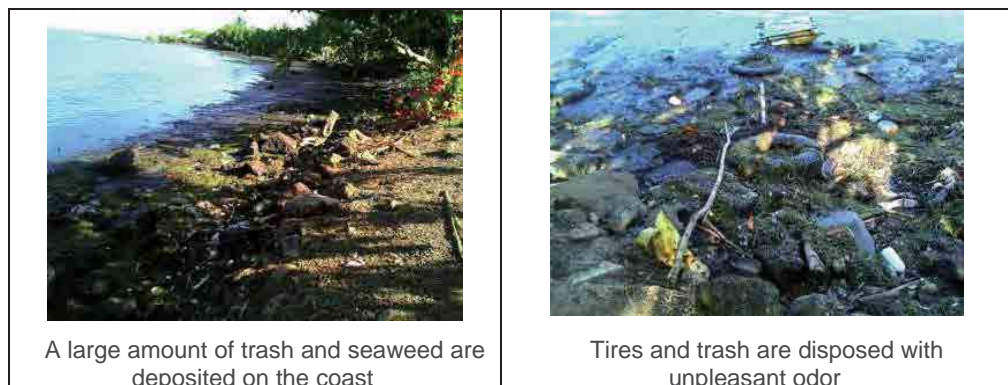 A large amount of trash and seaweed are
deposited on the coast
Tires and trash are disposed with
unpleasant odor